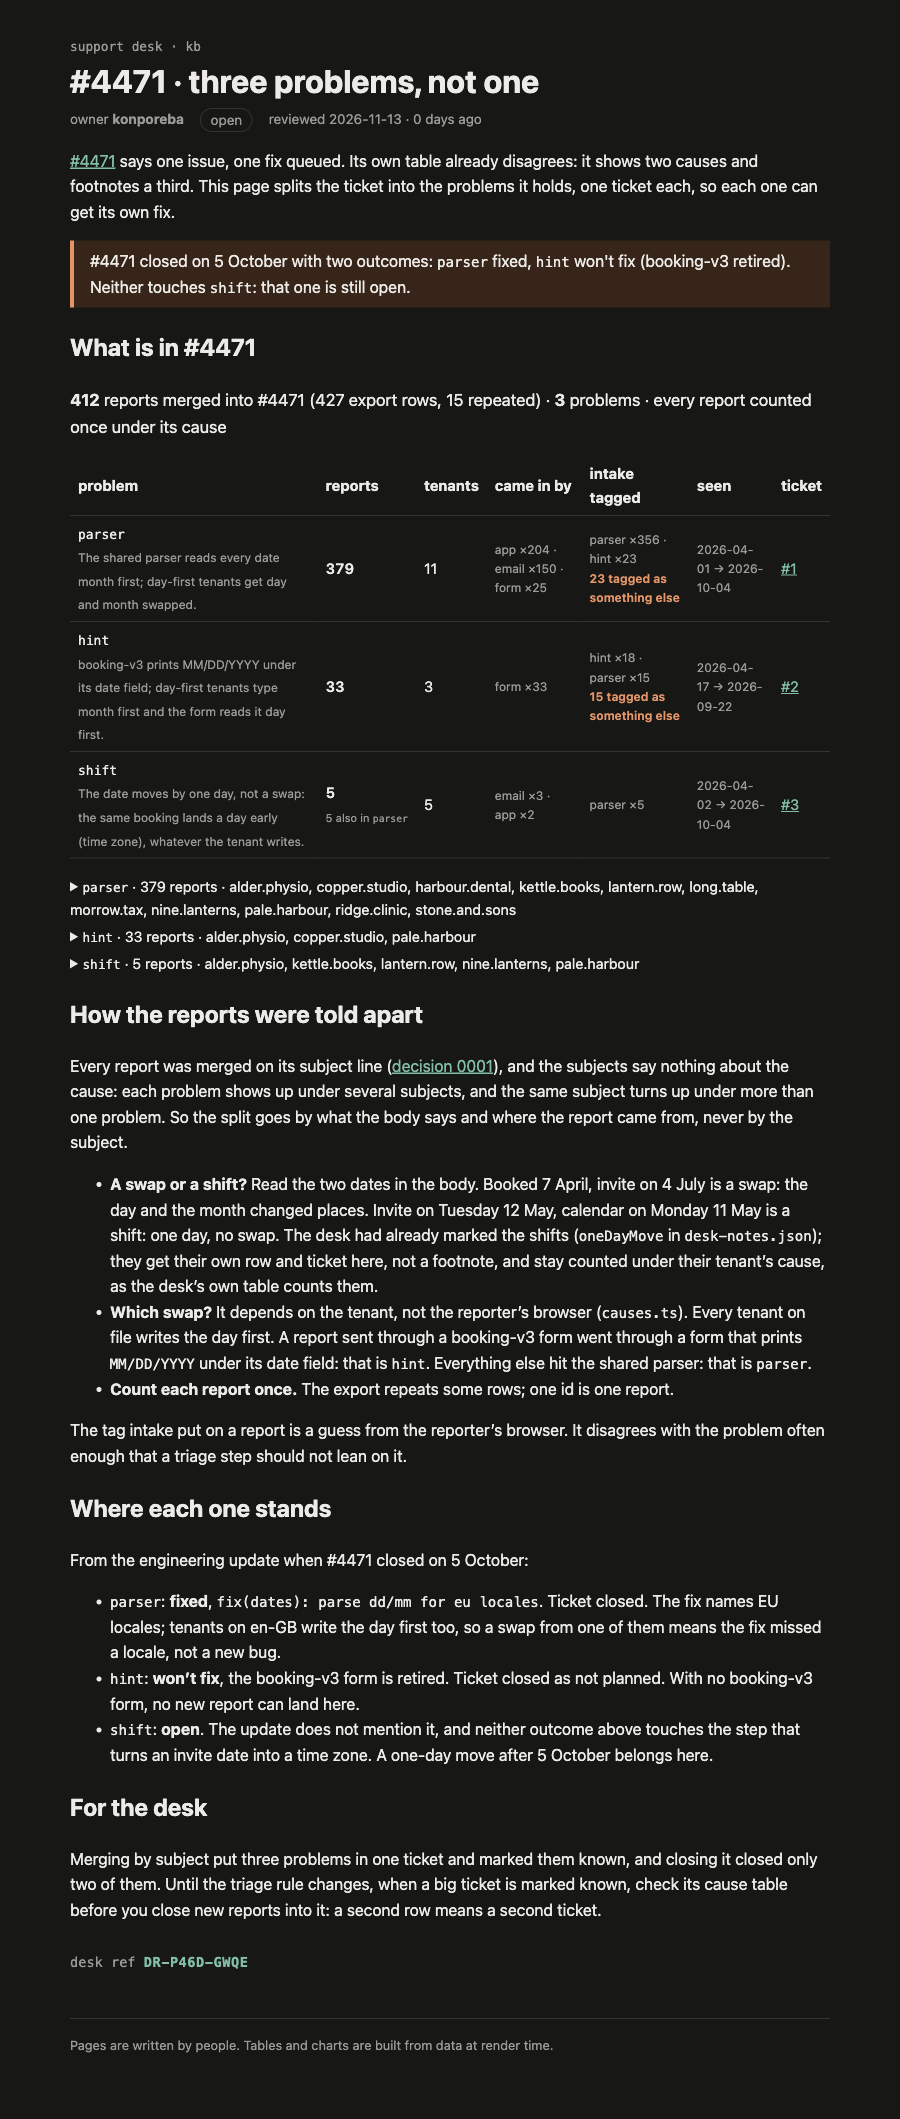 support desk · kb
#4471 · three problems, not one
owner konporeba open reviewed 2026-11-13 · 0 days ago
#4471 says one issue, one fix queued. Its own table already disagrees: it shows two causes and
footnotes a third. This page splits the ticket into the problems it holds, one ticket each, so each one can
get its own fix.
#4471 closed on 5 October with two outcomes: parser fixed, hint won't fix (booking-v3 retired).
Neither touches shift: that one is still open.
What is in #4471
412 reports merged into #4471 (427 export rows, 15 repeated) · 3 problems · every report counted
once under its cause
problem reports tenants came in by intake tagged seen ticket
parser
The shared parser reads every date
month first; day-first tenants get day
and month swapped.
379
11
app ×204 ·
email ×150 ·
form ×25
parser ×356 ·
hint ×23
23 tagged as
something else
2026-04-
01 → 2026-
10-04
#1
hint
booking-v3 prints MM/DD/YYYY under
its date field; day-first tenants type
month first and the form reads it day
first.
33
3
form ×33
hint ×18 ·
parser ×15
15 tagged as
something else
2026-04-
17 → 2026-
09-22
#2
shift
The date moves by one day, not a swap:
the same booking lands a day early
(time zone), whatever the tenant writes.
5
5 also in parser
5
email ×3 ·
app ×2
parser ×5
2026-04-
02 → 2026-
10-04
#3
▶ parser · 379 reports · alder.physio, copper.studio, harbour.dental, kettle.books, lantern.row, long.table,
morrow.tax, nine.lanterns, pale.harbour, ridge.clinic, stone.and.sons
▶ hint · 33 reports · alder.physio, copper.studio, pale.harbour
▶ shift · 5 reports · alder.physio, kettle.books, lantern.row, nine.lanterns, pale.harbour
How the reports were told apart
Every report was merged on its subject line (decision 0001), and the subjects say nothing about the
cause: each problem shows up under several subjects, and the same subject turns up under more than
one problem. So the split goes by what the body says and where the report came from, never by the
subject.
• A swap or a shift? Read the two dates in the body. Booked 7 April, invite on 4 July is a swap: the
day and the month changed places. Invite on Tuesday 12 May, calendar on Monday 11 May is a
shift: one day, no swap. The desk had already marked the shifts (oneDayMove in desk-notes.json);
they get their own row and ticket here, not a footnote, and stay counted under their tenant’s cause,
as the desk’s own table counts them.
• Which swap? It depends on the tenant, not the reporter’s browser (causes.ts). Every tenant on
file writes the day first. A report sent through a booking-v3 form went through a form that prints
MM/DD/YYYY under its date field: that is hint. Everything else hit the shared parser: that is parser.
• Count each report once. The export repeats some rows; one id is one report.
The tag intake put on a report is a guess from the reporter’s browser. It disagrees with the problem often
enough that a triage step should not lean on it.
Where each one stands
From the engineering update when #4471 closed on 5 October:
• parser: fixed, fix(dates): parse dd/mm for eu locales. Ticket closed. The fix names EU
locales; tenants on en-GB write the day first too, so a swap from one of them means the fix missed
a locale, not a new bug.
• hint: won’t fix, the booking-v3 form is retired. Ticket closed as not planned. With no booking-v3
form, no new report can land here.
• shift: open. The update does not mention it, and neither outcome above touches the step that
turns an invite date into a time zone. A one-day move after 5 October belongs here.
For the desk
Merging by subject put three problems in one ticket and marked them known, and closing it closed only
two of them. Until the triage rule changes, when a big ticket is marked known, check its cause table
before you close new reports into it: a second row means a second ticket.
desk ref DR-P46D-GWQE
Pages are written by people. Tables and charts are built from data at render time.